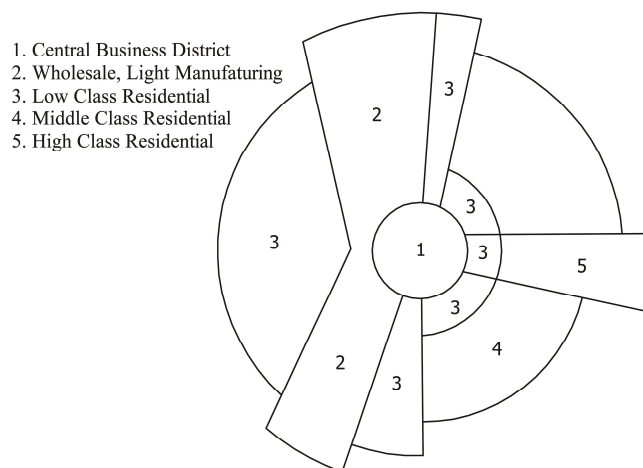 1. Central Business District
2. Wholesale, Light Manufaturing
3. Low Class Residential
4. Middle Class Residential
5. High Class Residential
2
3
3
3
1
3
5
3
4
2
3